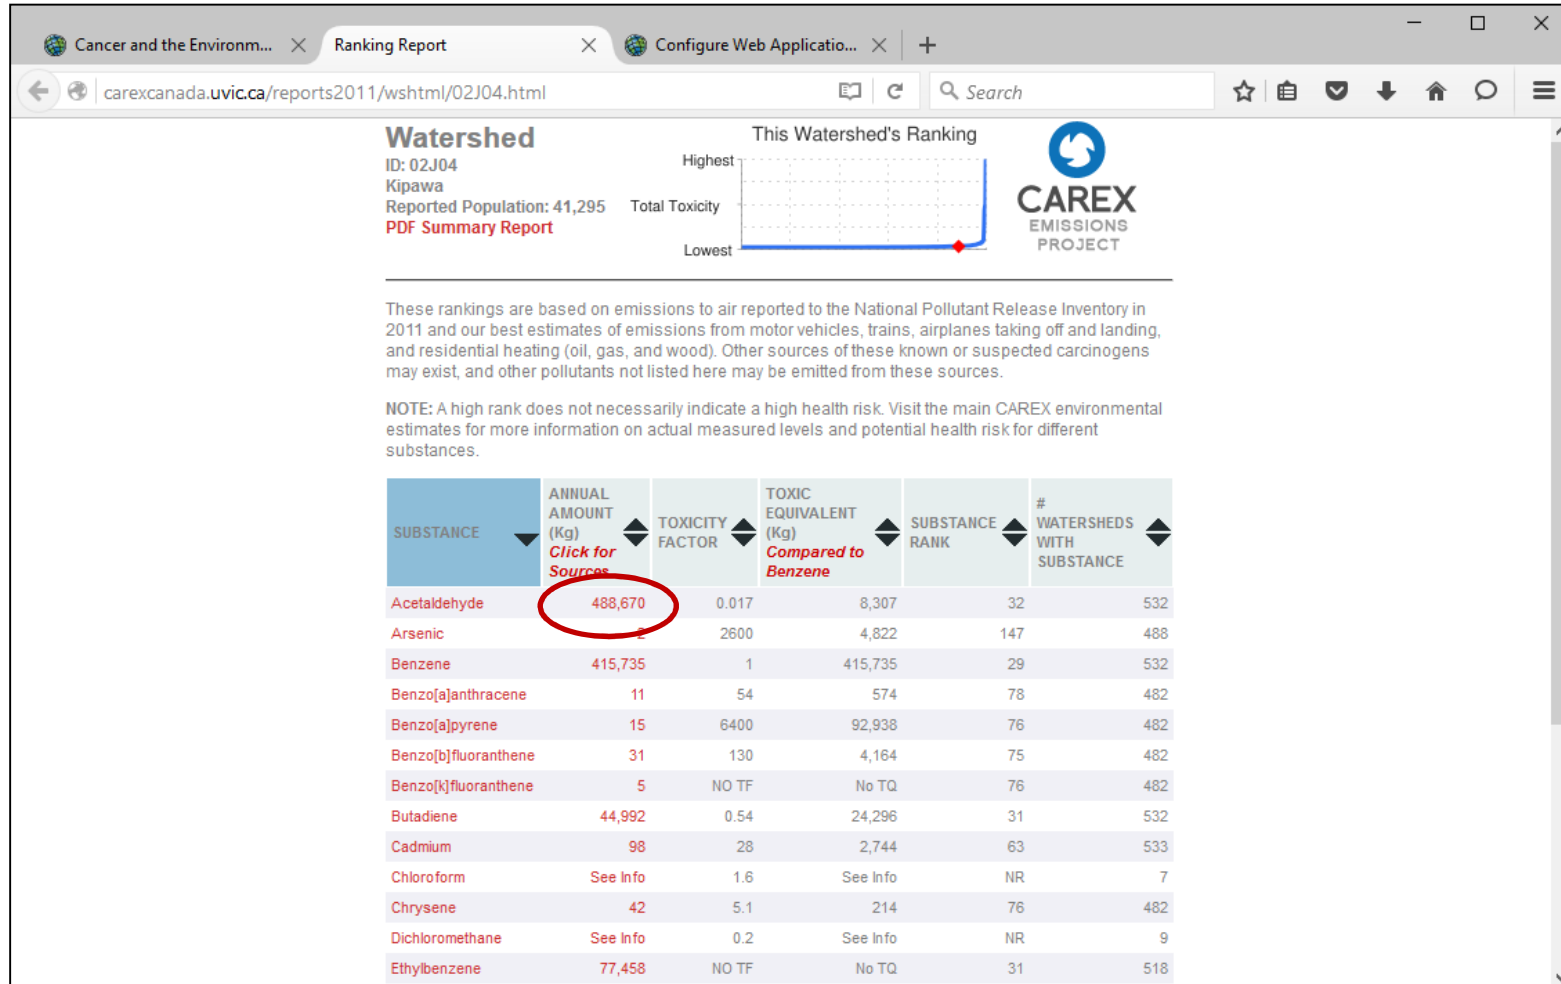 Cancer and the Environm...
Ranking Report
Configure Web Applicatio...
carexcanada.uvic.ca/reports2011/wshtml/02J04.html
Search
Watershed
ID: 02J04
Kipawa
Reported Population: 41,295
PDF Summary Report
This Watershed's Ranking
Highest
Total Toxicity
Lowest
CAREX
EMISSIONS
PROJECT
These rankings are based on emissions to air reported to the National Pollutant Release Inventory in
2011 and our best estimates of emissions from motor vehicles, trains, airplanes taking off and landing,
and residential heating (oil, gas, and wood). Other sources of these known or suspected carcinogens
may exist, and other pollutants not listed here may be emitted from these sources.
NOTE: A high rank does not necessarily indicate a high health risk. Visit the main CAREX environmental
estimates for more information on actual measured levels and potential health risk for different
substances.
SUBSTANCE
ANNUAL
AMOUNT
(Kg)
Click for
Sources
TOXICITY
FACTOR
TOXIC
EQUIVALENT
(Kg)
Compared to
Benzene
SUBSTANCE
RANK
#
WATERSHEDS
WITH
SUBSTANCE
Acetaldehyde 488,670 0.017 8,307 32 532
Arsenic 2 2600 4,822 147 488
Benzene 415,735 1 415,735 29 532
Benzo[a]anthracene 11 54 574 78 482
Benzo[a]pyrene 15 6400 92,938 76 482
Benzo[b]fluoranthene 31 130 4,164 75 482
Benzo[k]fluoranthene 5 NO TF No TQ 76 482
Butadiene 44,992 0.54 24,296 31 532
Cadmium 98 28 2,744 63 533
Chloroform See Info 1.6 See Info NR 7
Chrysene 42 5.1 214 76 482
Dichloromethane See Info 0.2 See Info NR 9
Ethylbenzene 77,458 NO TF No TQ 31 518